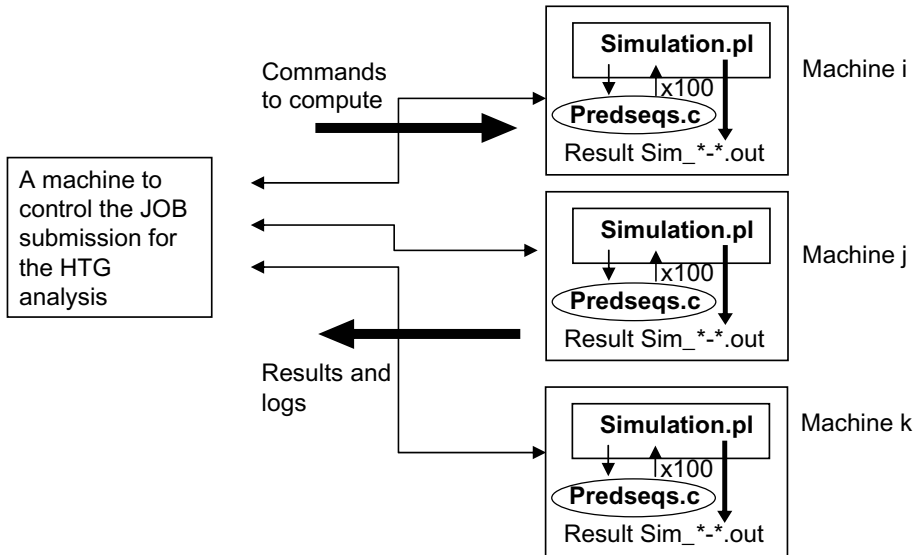 Commands
to compute
A machine to
control the JOB
submission for
the HTG
analysis
Results and
logs
Simulation.pl
x100
Predseqs.c
Result Sim_*-*.out
Machine i
Simulation.pl
x100
Predseqs.c
Result Sim_*-*.out
Machine j
Simulation.pl
x100
Predseqs.c
Result Sim_*-*.out
Machine k